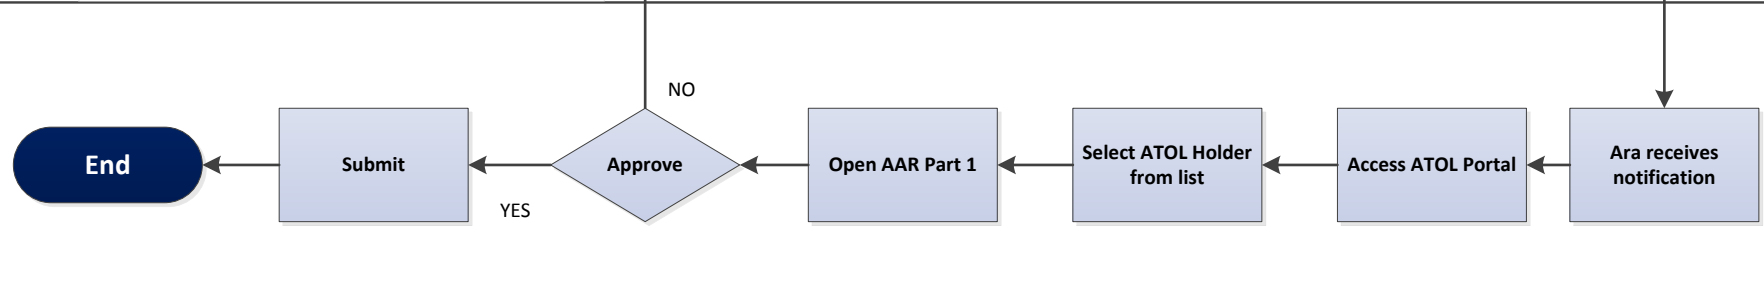 NO
End
Submit
Approve
Open AAR Part 1
Select ATOL Holder
from list
Access ATOL Portal
Ara receives
notification
YES